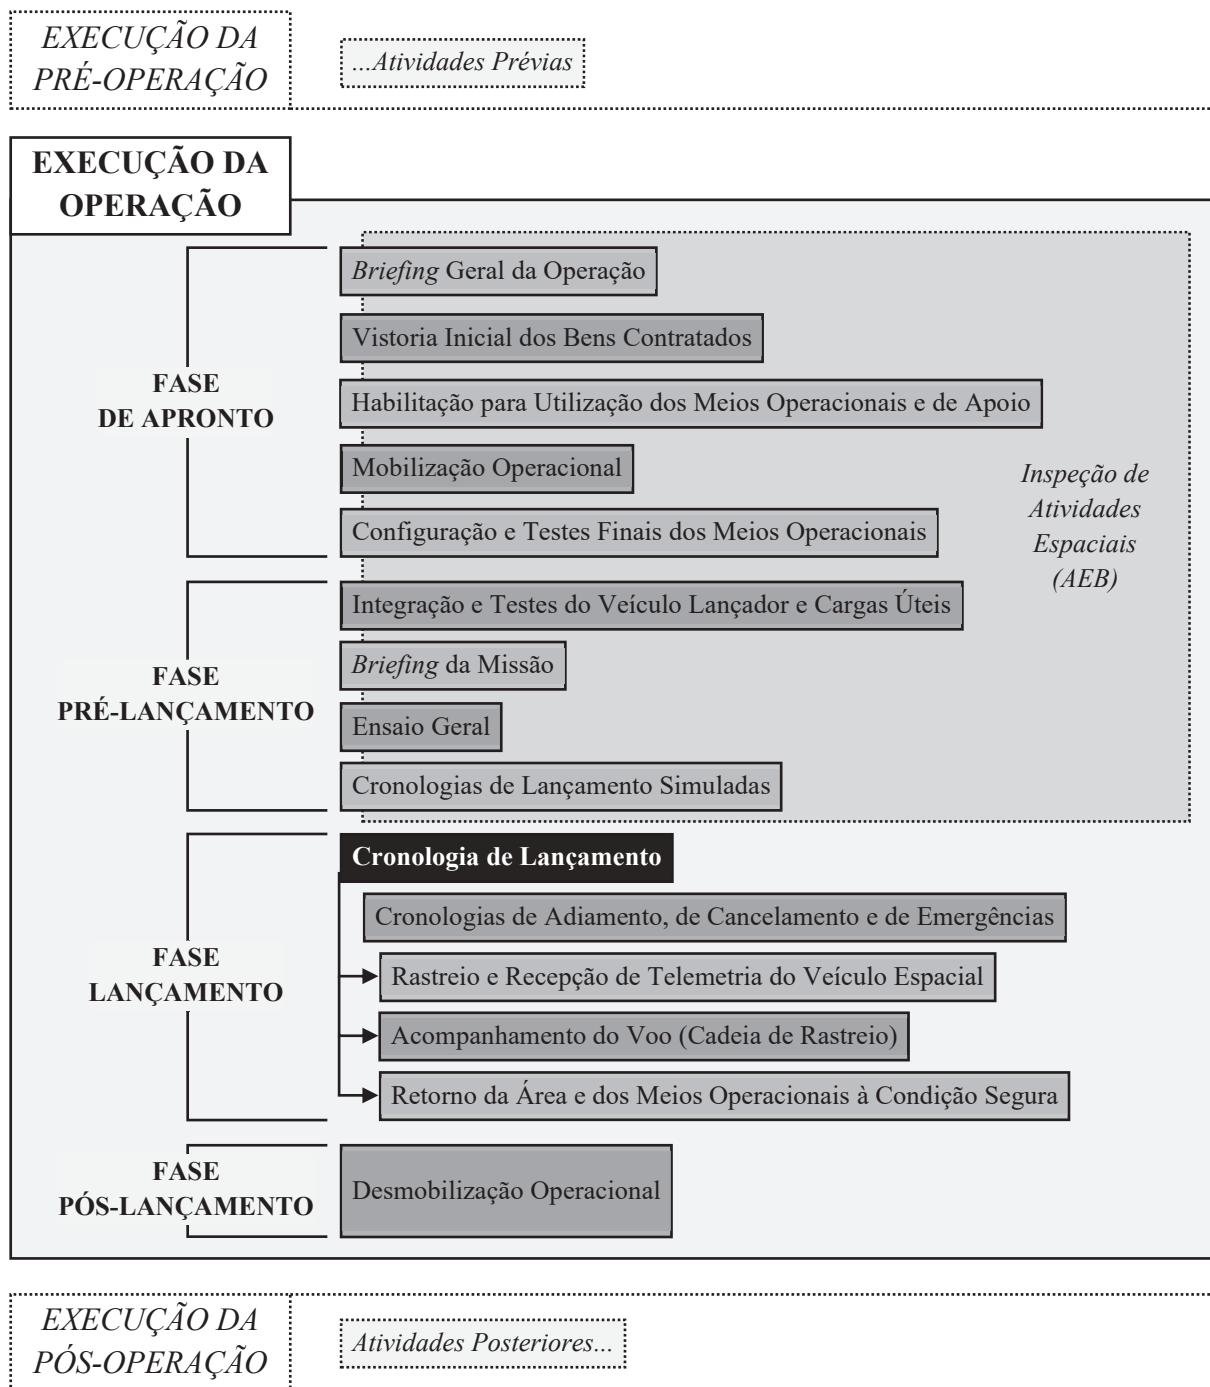 EXECUÇÃO DA
PRÉ-OPERAÇÃO
...Atividades Prévias
EXECUÇÃO DA
OPERAÇÃO
FASE
DE APRONTO
Briefing Geral da Operação
Vistoria Inicial dos Bens Contratados
Habilitação para Utilização dos Meios Operacionais e de Apoio
Mobilização Operacional
Configuração e Testes Finais dos Meios Operacionais
Inspeção de
Atividades
Espaciais
(AEB)
FASE
PRÉ-LANÇAMENTO
Integração e Testes do Veículo Lançador e Cargas Úteis
Briefing da Missão
Ensaio Geral
Cronologias de Lançamento Simuladas
FASE
LANÇAMENTO
Cronologia de Lançamento
Cronologias de Adiamento, de Cancelamento e de Emergências
Rastreio e Recepção de Telemetria do Veículo Espacial
Acompanhamento do Voo (Cadeia de Rastreio)
Retorno da Área e dos Meios Operacionais à Condição Segura
FASE
PÓS-LANÇAMENTO
Desmobilização Operacional
EXECUÇÃO DA
PÓS-OPERAÇÃO
Atividades Posteriores...